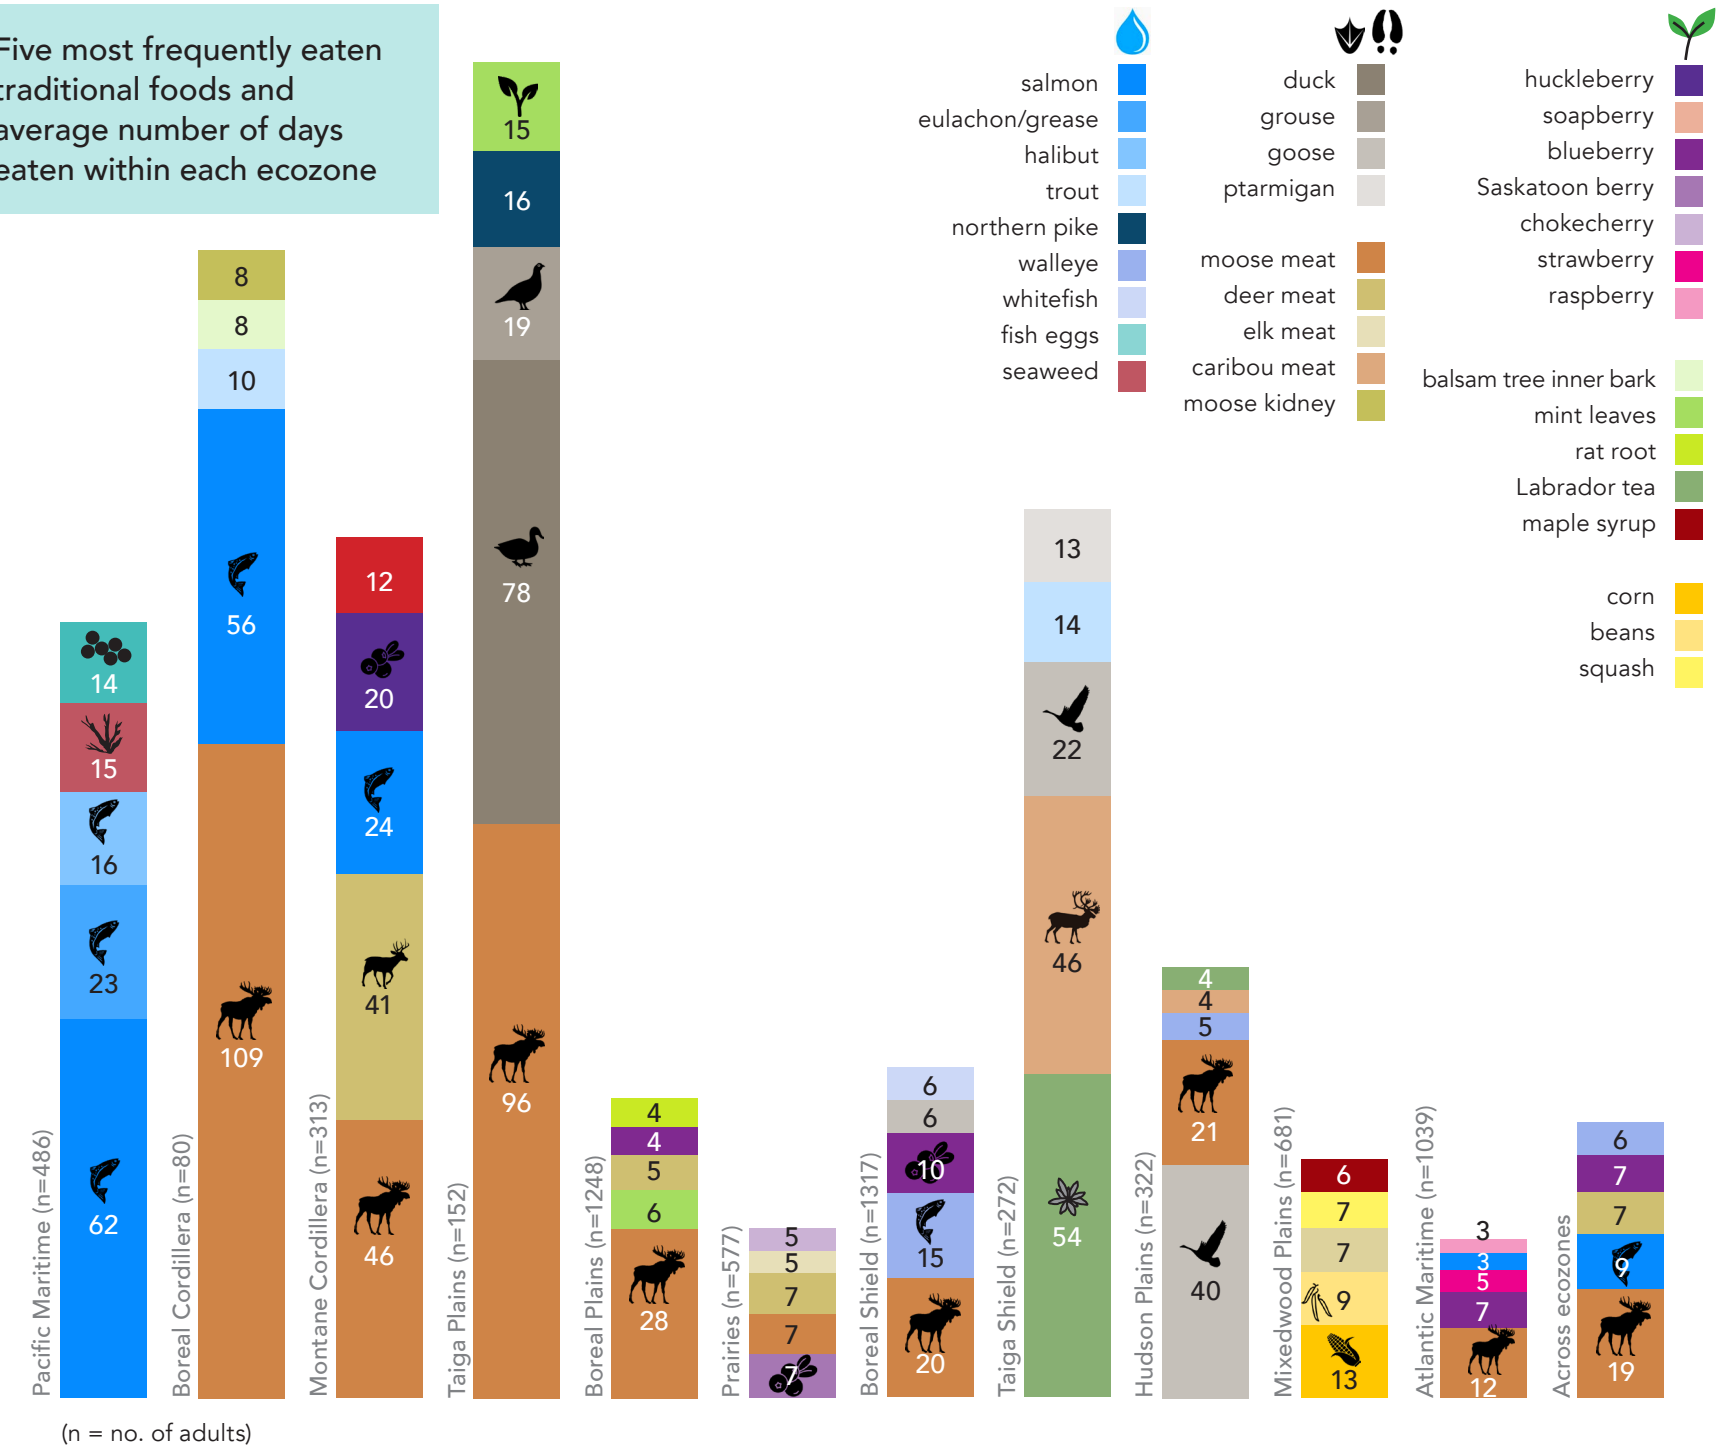 Five most frequently eaten
traditional foods and
average number of days
eaten within each ecozone
salmon
eulachon/grease
halibut
trout
northern pike
walleye
whitefish
fish eggs
seaweed
duck
grouse
goose
ptarmigan
moose meat
deer meat
elk meat
caribou meat
moose kidney
huckleberry
soapberry
blueberry
Saskatoon berry
chokecherry
strawberry
raspberry
balsam tree inner bark
mint leaves
rat root
Labrador tea
maple syrup
corn
beans
squash
Pacific Maritime (n=486)
14
15
16
23
62
Boreal Cordillera (n=80)
8
8
10
56
109
Montane Cordillera (n=313)
12
20
24
41
46
Taiga Plains (n=152)
15
16
19
78
96
Boreal Plains (n=1248)
4
4
5
6
28
Prairies (n=577)
5
5
7
7
7
Boreal Shield (n=1317)
6
6
10
15
20
Taiga Shield (n=272)
13
14
22
46
54
Hudson Plains (n=322)
4
4
5
21
40
Mixedwood Plains (n=681)
6
7
7
9
13
Atlantic Maritime (n=1039)
3
3
5
7
12
Across ecozones
6
7
7
9
19
(n = no. of adults)